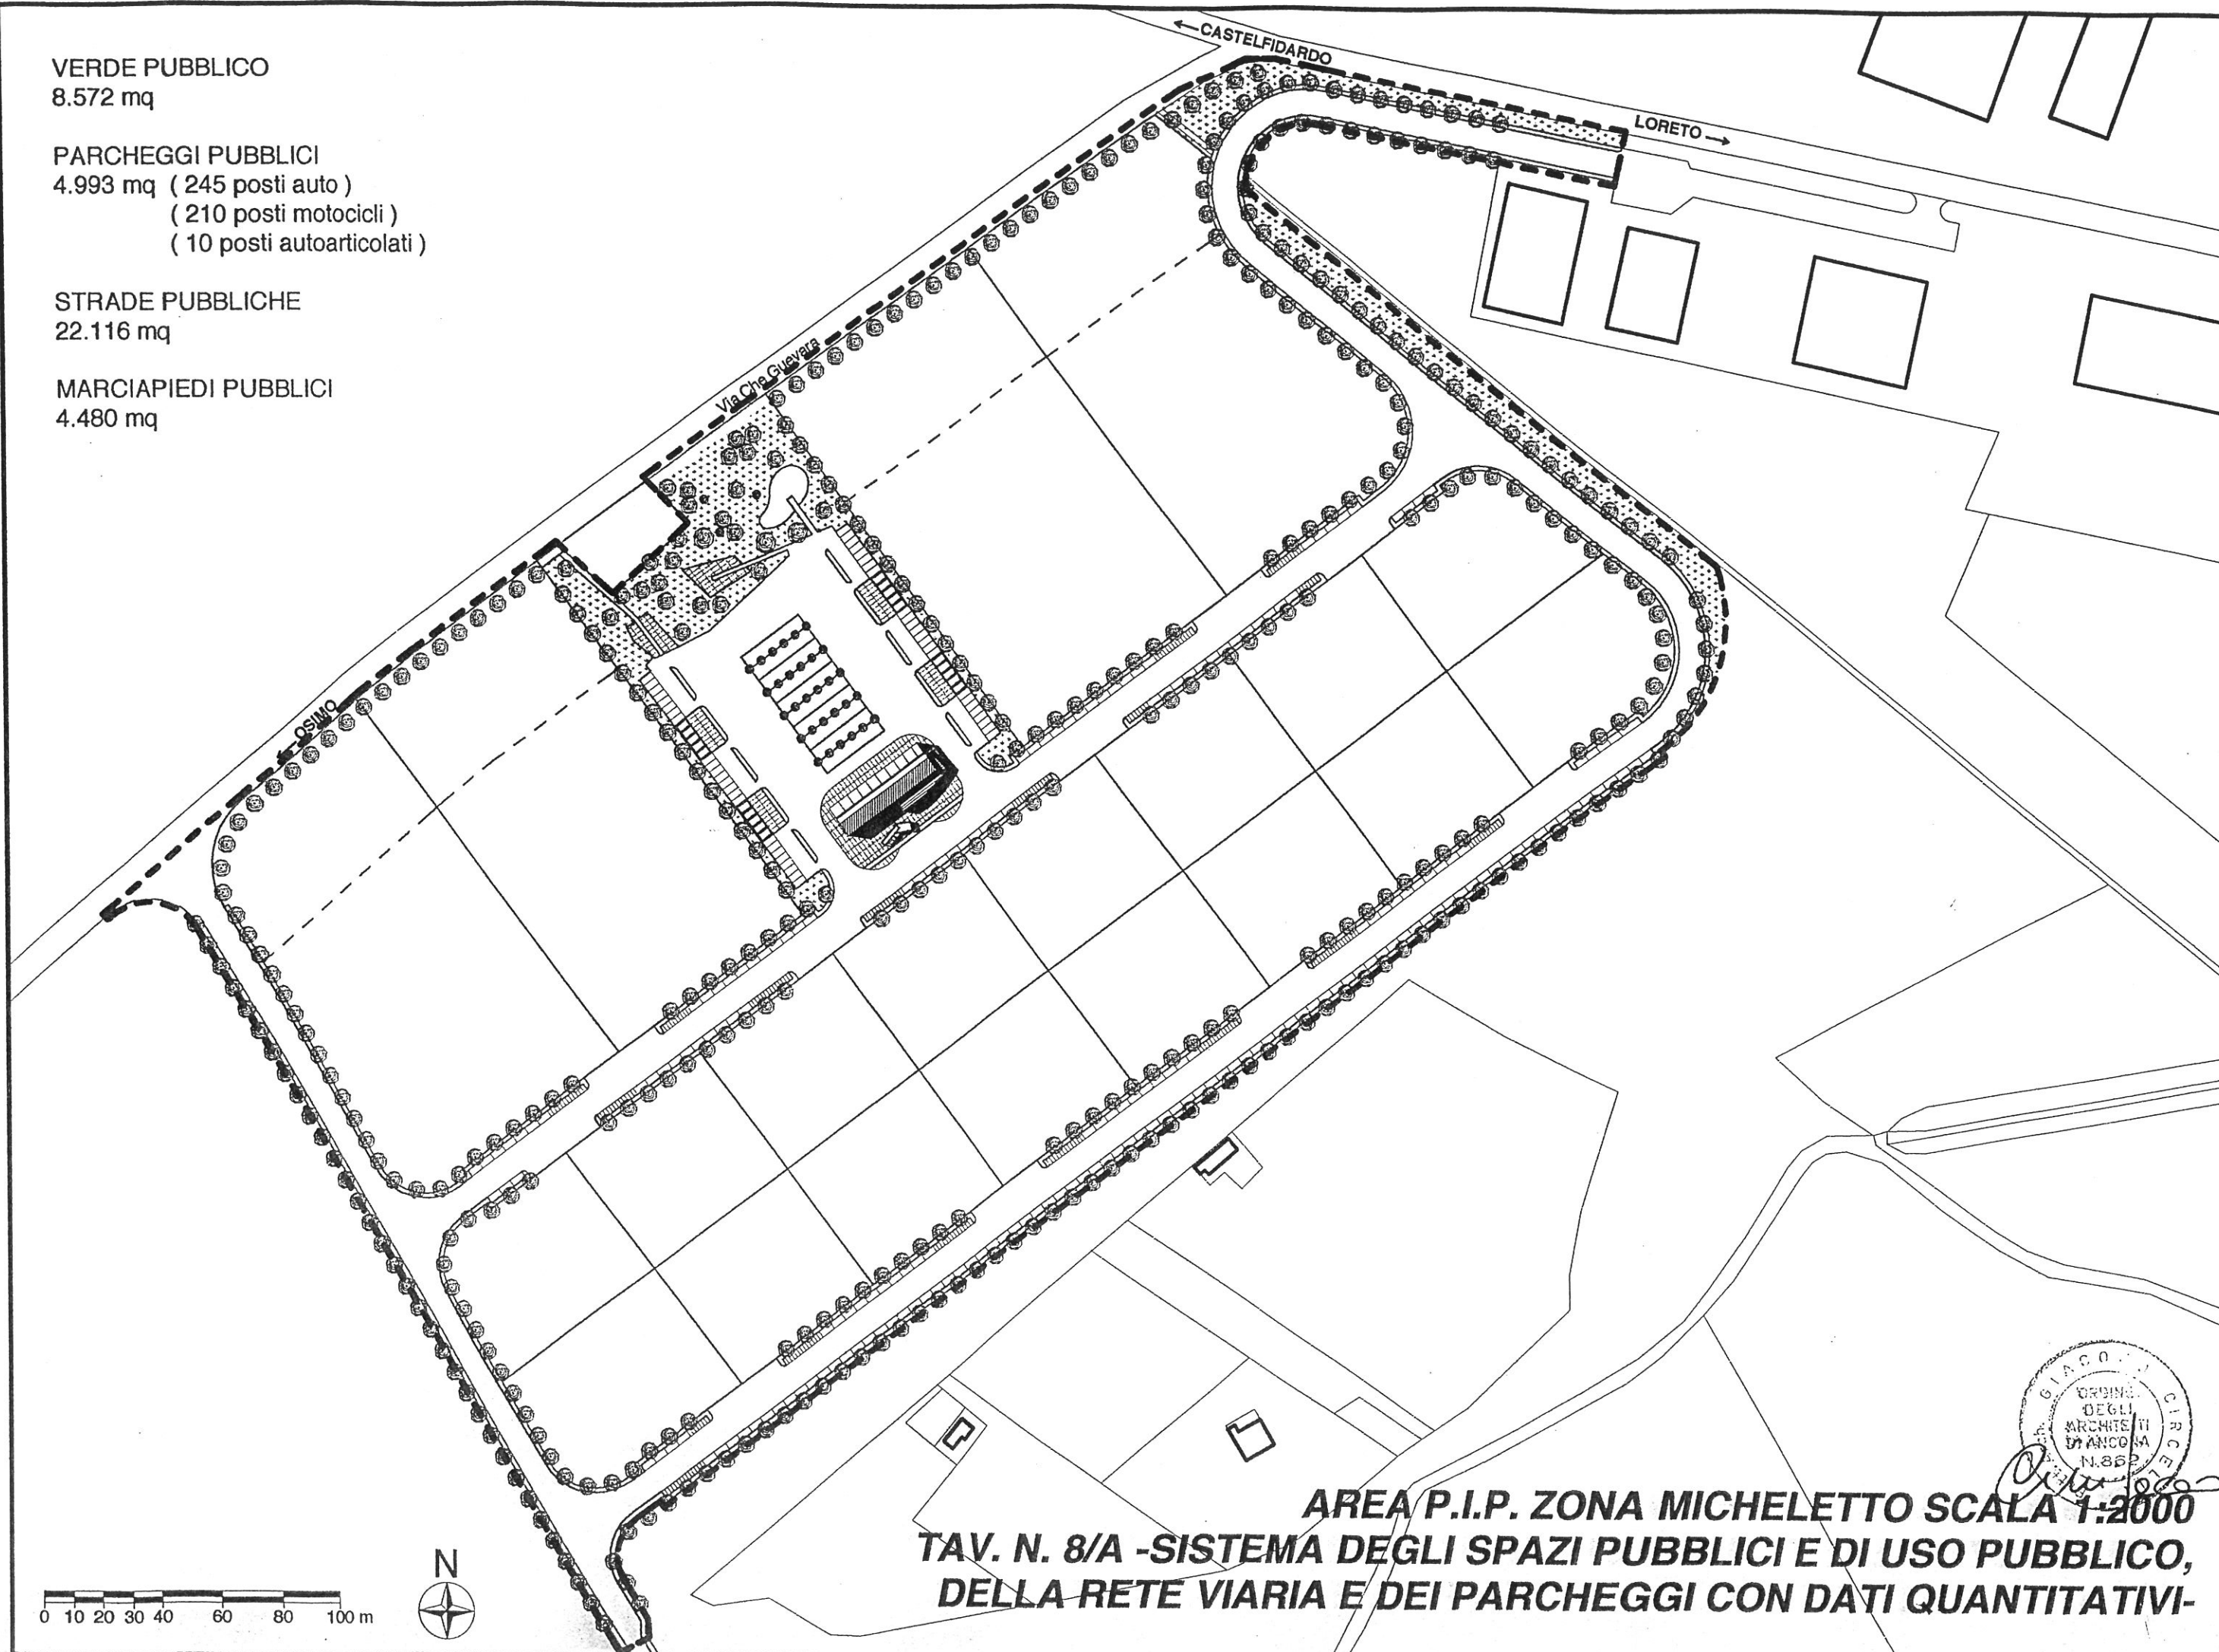 VERDE PUBBLICO
8.572 mq
PARCHEGGI PUBBLICI
4.993 mq ( 245 posti auto )
( 210 posti motocicli )
( 10 posti autoarticolati )
STRADE PUBBLICHE
22.116 mq
MARCIAPIEDI PUBBLICI
4.480 mq
←CASTELFIDARDO
LORETO→
Via Che Guevara
←OSIMO
N
0 10 20 30 40 60 80 100 m
ORDINE
DEGLI
ARCHITETTI
DI ANCONA
N.862
AREA P.I.P. ZONA MICHELETTO SCALA 1:2000
TAV. N. 8/A -SISTEMA DEGLI SPAZI PUBBLICI E DI USO PUBBLICO,
DELLA RETE VIARIA E DEI PARCHEGGI CON DATI QUANTITATIVI-